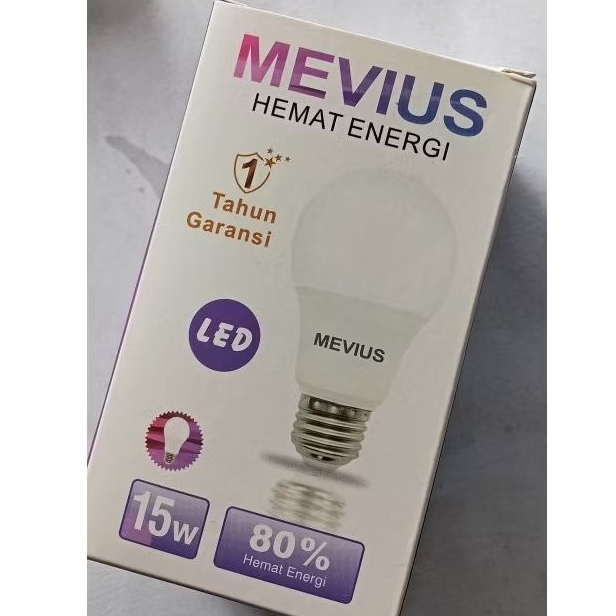 MEVIUS
HEMAT ENERGI
1
Tahun
Garansi
LED
MEVIUS
15W
80%
Hemat Energi